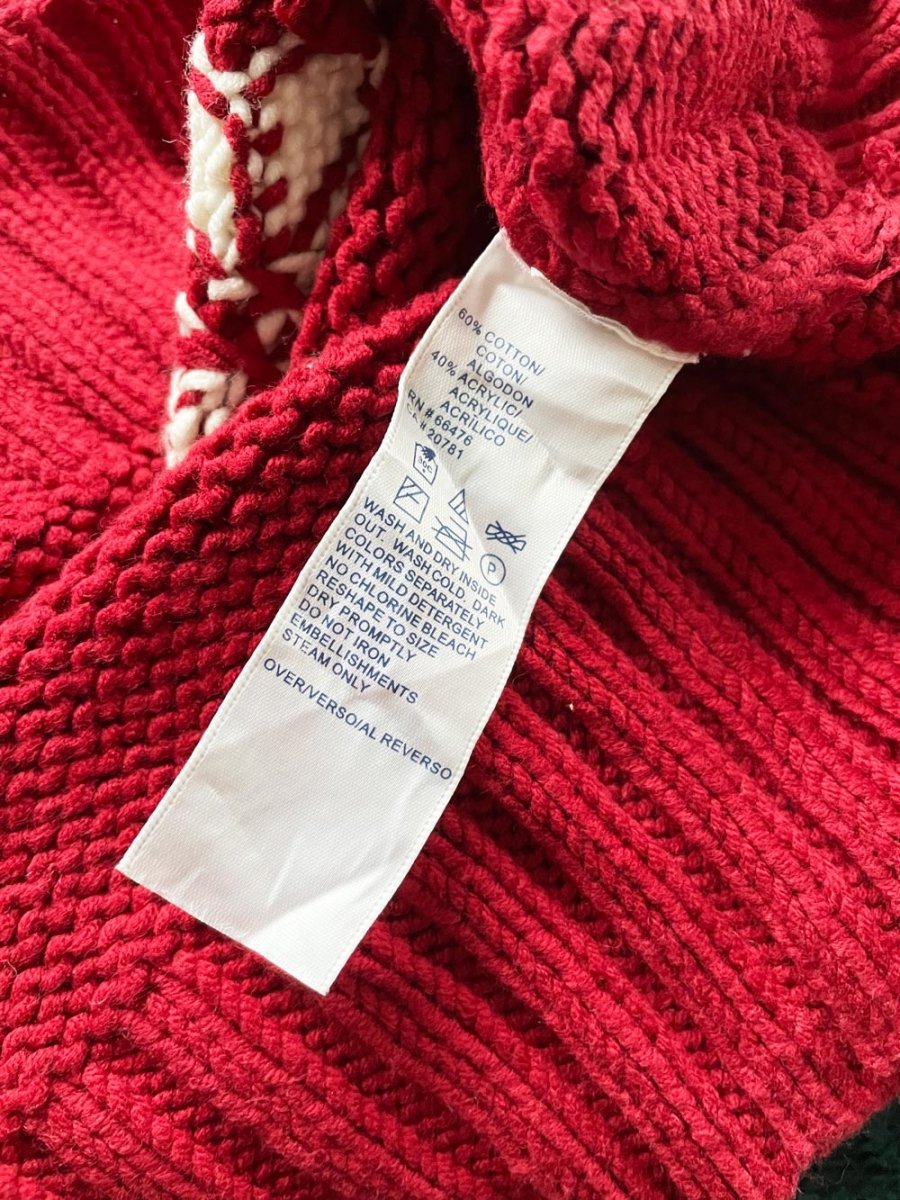 60% COTTON/
COTON/
ALGODON
40% ACRYLIC/
ACRYLIQUE/
ACRILICO
RN # 66476
CA # 20781
30C
P
WASH AND DRY INSIDE
OUT. WASH COLD. DARK
COLORS SEPARATELY
WITH MILD DETERGENT
NO CHLORINE BLEACH
RESHAPE TO SIZE
DRY PROMPTLY
DO NOT IRON
EMBELLISHMENTS
STEAM ONLY
OVER/VERSO/AL REVERSO